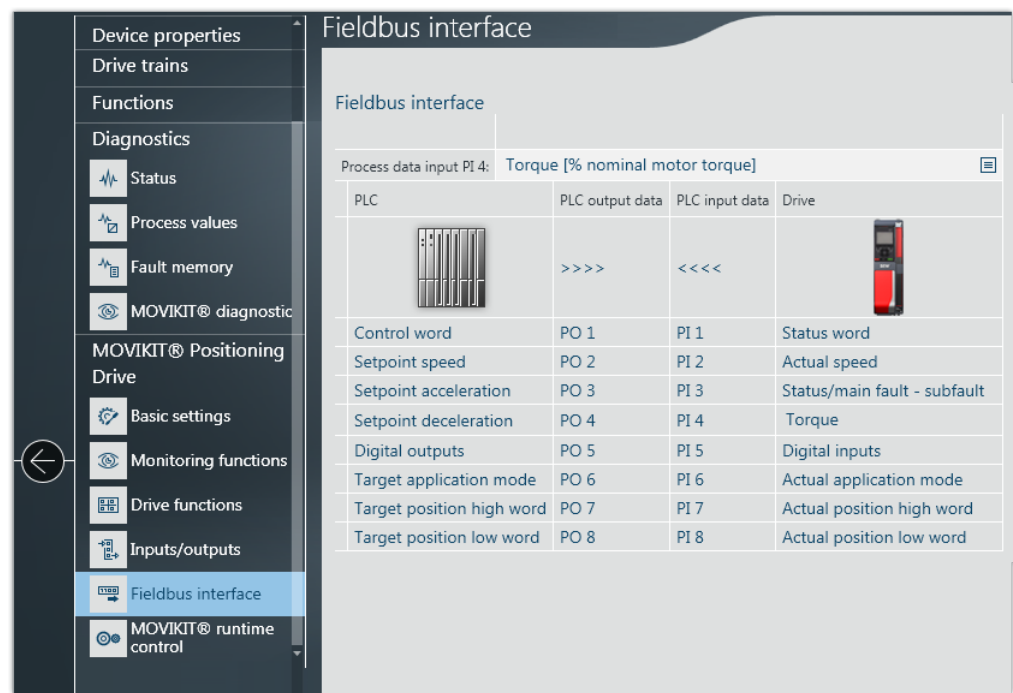 Device properties
Drive trains
Functions
Diagnostics
Status
Process values
Fault memory
MOVIKIT® diagnostic
MOVIKIT® Positioning
Drive
Basic settings
Monitoring functions
Drive functions
Inputs/outputs
Fieldbus interface
MOVIKIT® runtime
control
Fieldbus interface
Fieldbus interface
Process data input PI 4: Torque [% nominal motor torque]
PLC PLC output data PLC input data Drive
>>>> <<<<
Control word PO 1 PI 1 Status word
Setpoint speed PO 2 PI 2 Actual speed
Setpoint acceleration PO 3 PI 3 Status/main fault - subfault
Setpoint deceleration PO 4 PI 4 Torque
Digital outputs PO 5 PI 5 Digital inputs
Target application mode PO 6 PI 6 Actual application mode
Target position high word PO 7 PI 7 Actual position high word
Target position low word PO 8 PI 8 Actual position low word